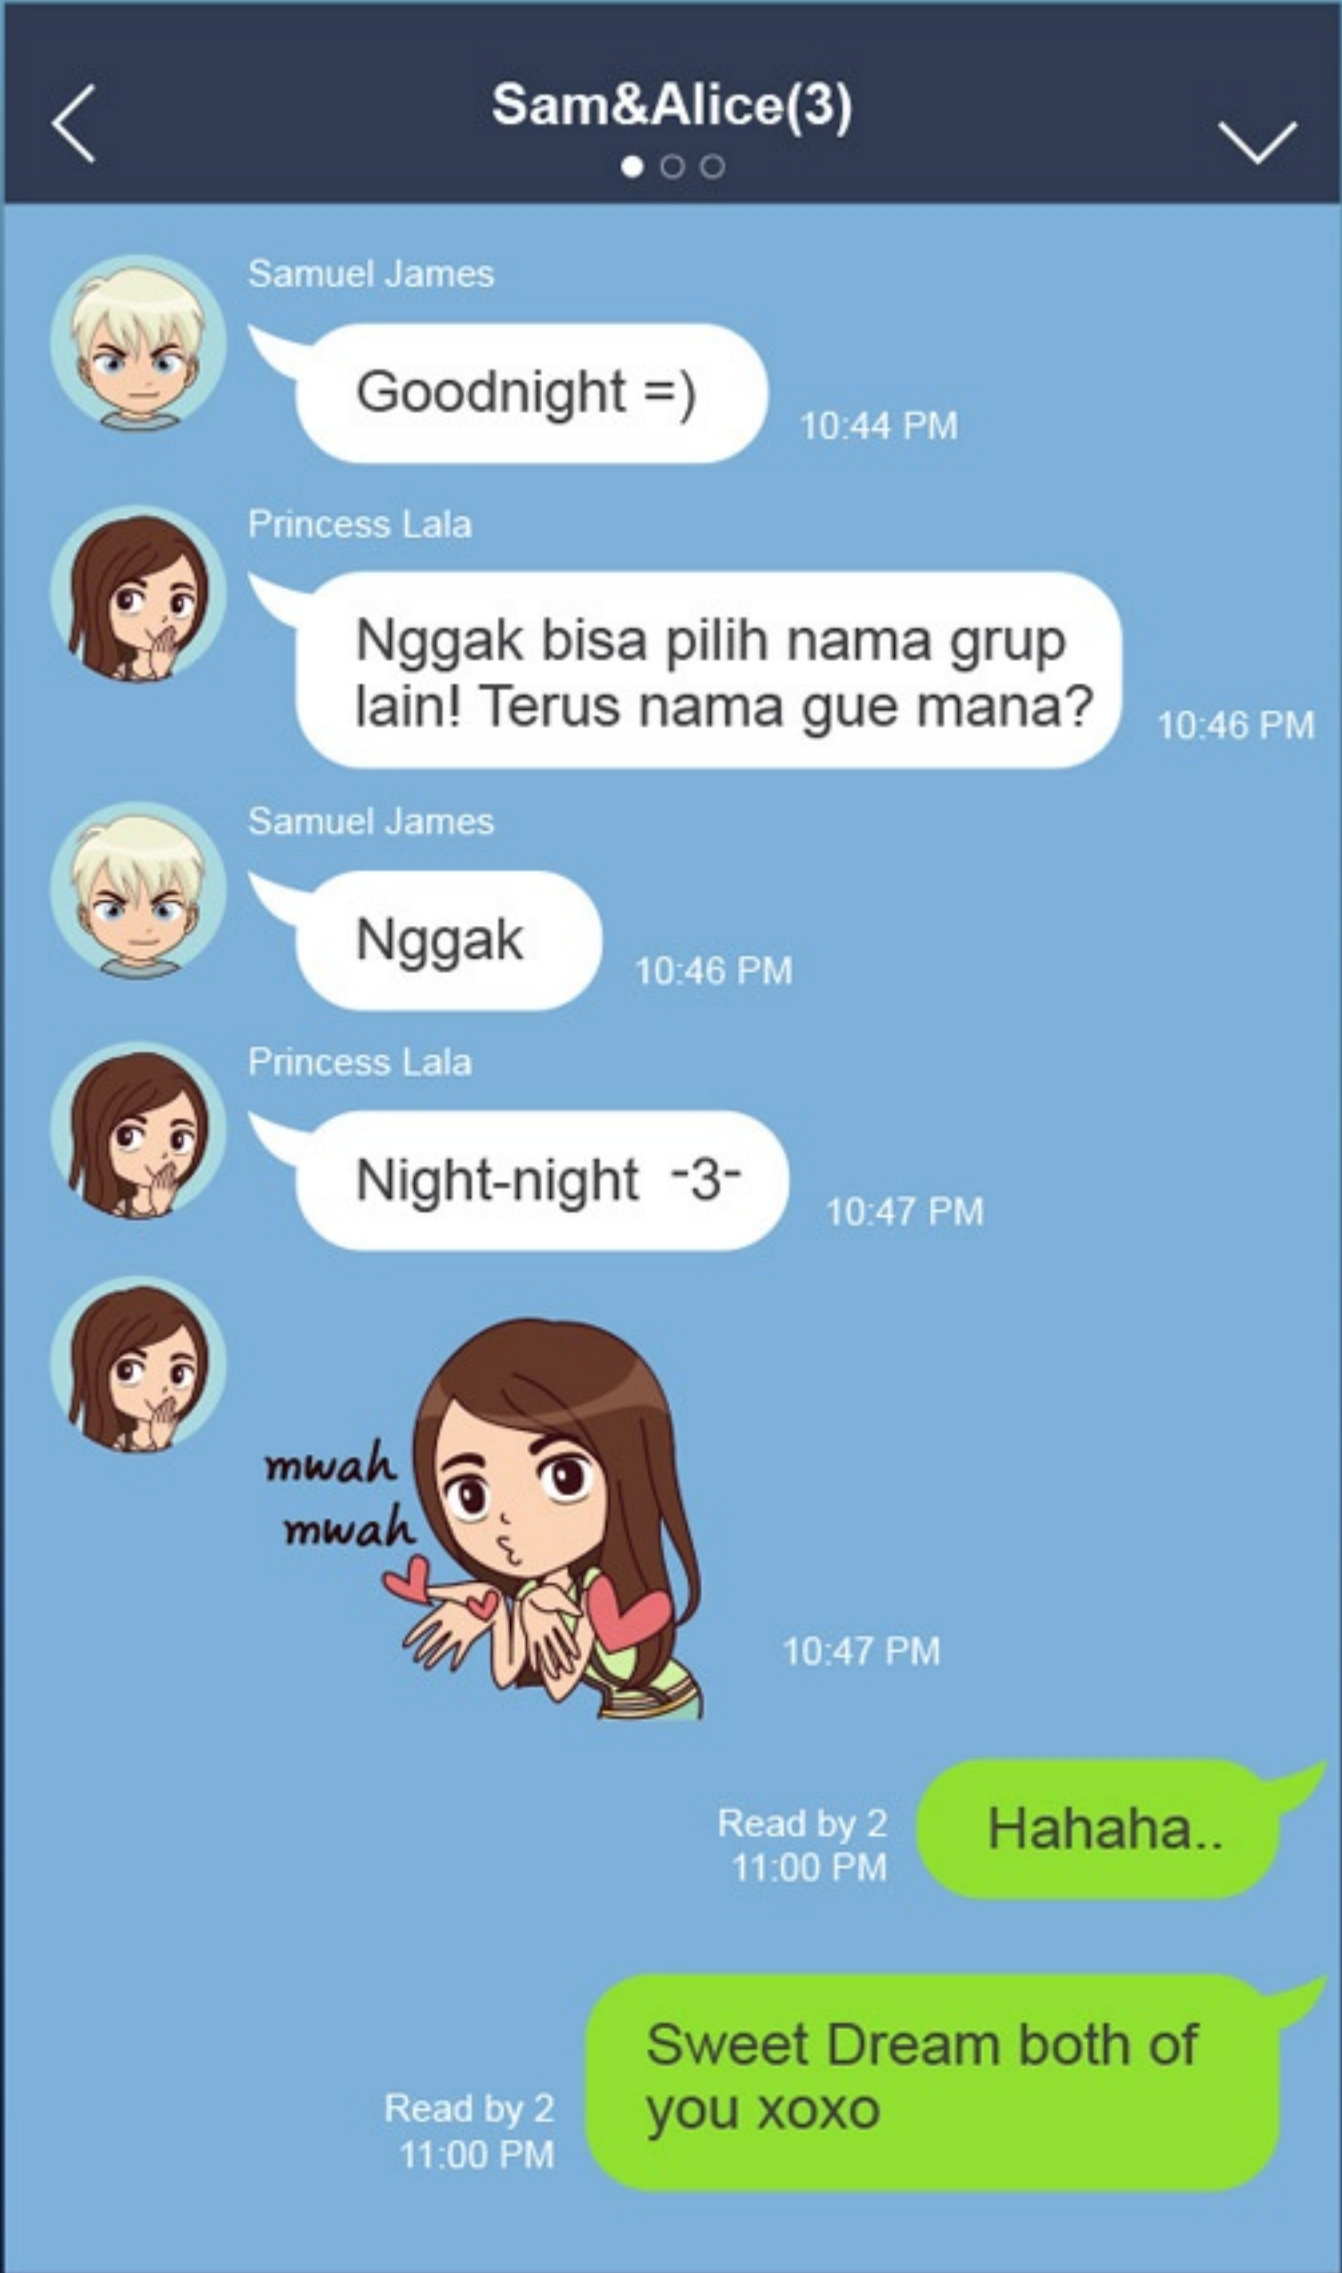 Sam&Alice(3)
Samuel James
Goodnight =)
10:44 PM
Princess Lala
Nggak bisa pilih nama grup
lain! Terus nama gue mana?
10:46 PM
Samuel James
Nggak
10:46 PM
Princess Lala
Night-night -3-
10:47 PM
mwah
mwah
10:47 PM
Hahaha..
Read by 2
11:00 PM
Sweet Dream both of
you xoxo
Read by 2
11:00 PM